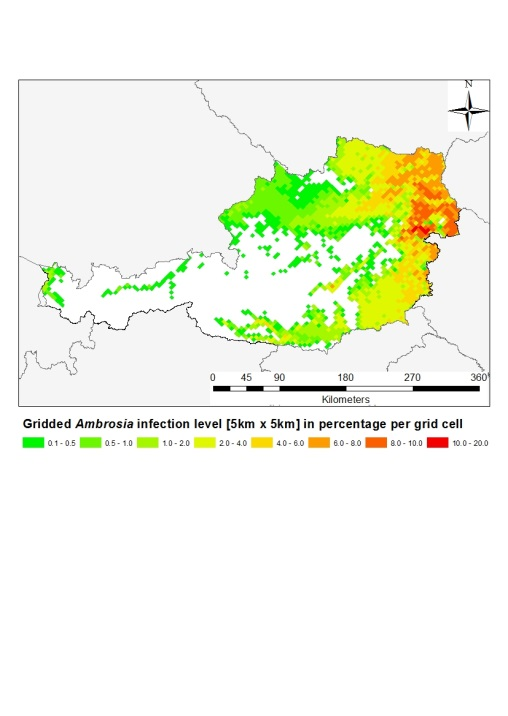 N
0 45 90 180 270 360
Kilometers
Gridded Ambrosia infection level [5km x 5km] in percentage per grid cell
0.1 - 0.5 0.5 - 1.0 1.0 - 2.0 2.0 - 4.0 4.0 - 6.0 6.0 - 8.0 8.0 - 10.0 10.0 - 20.0